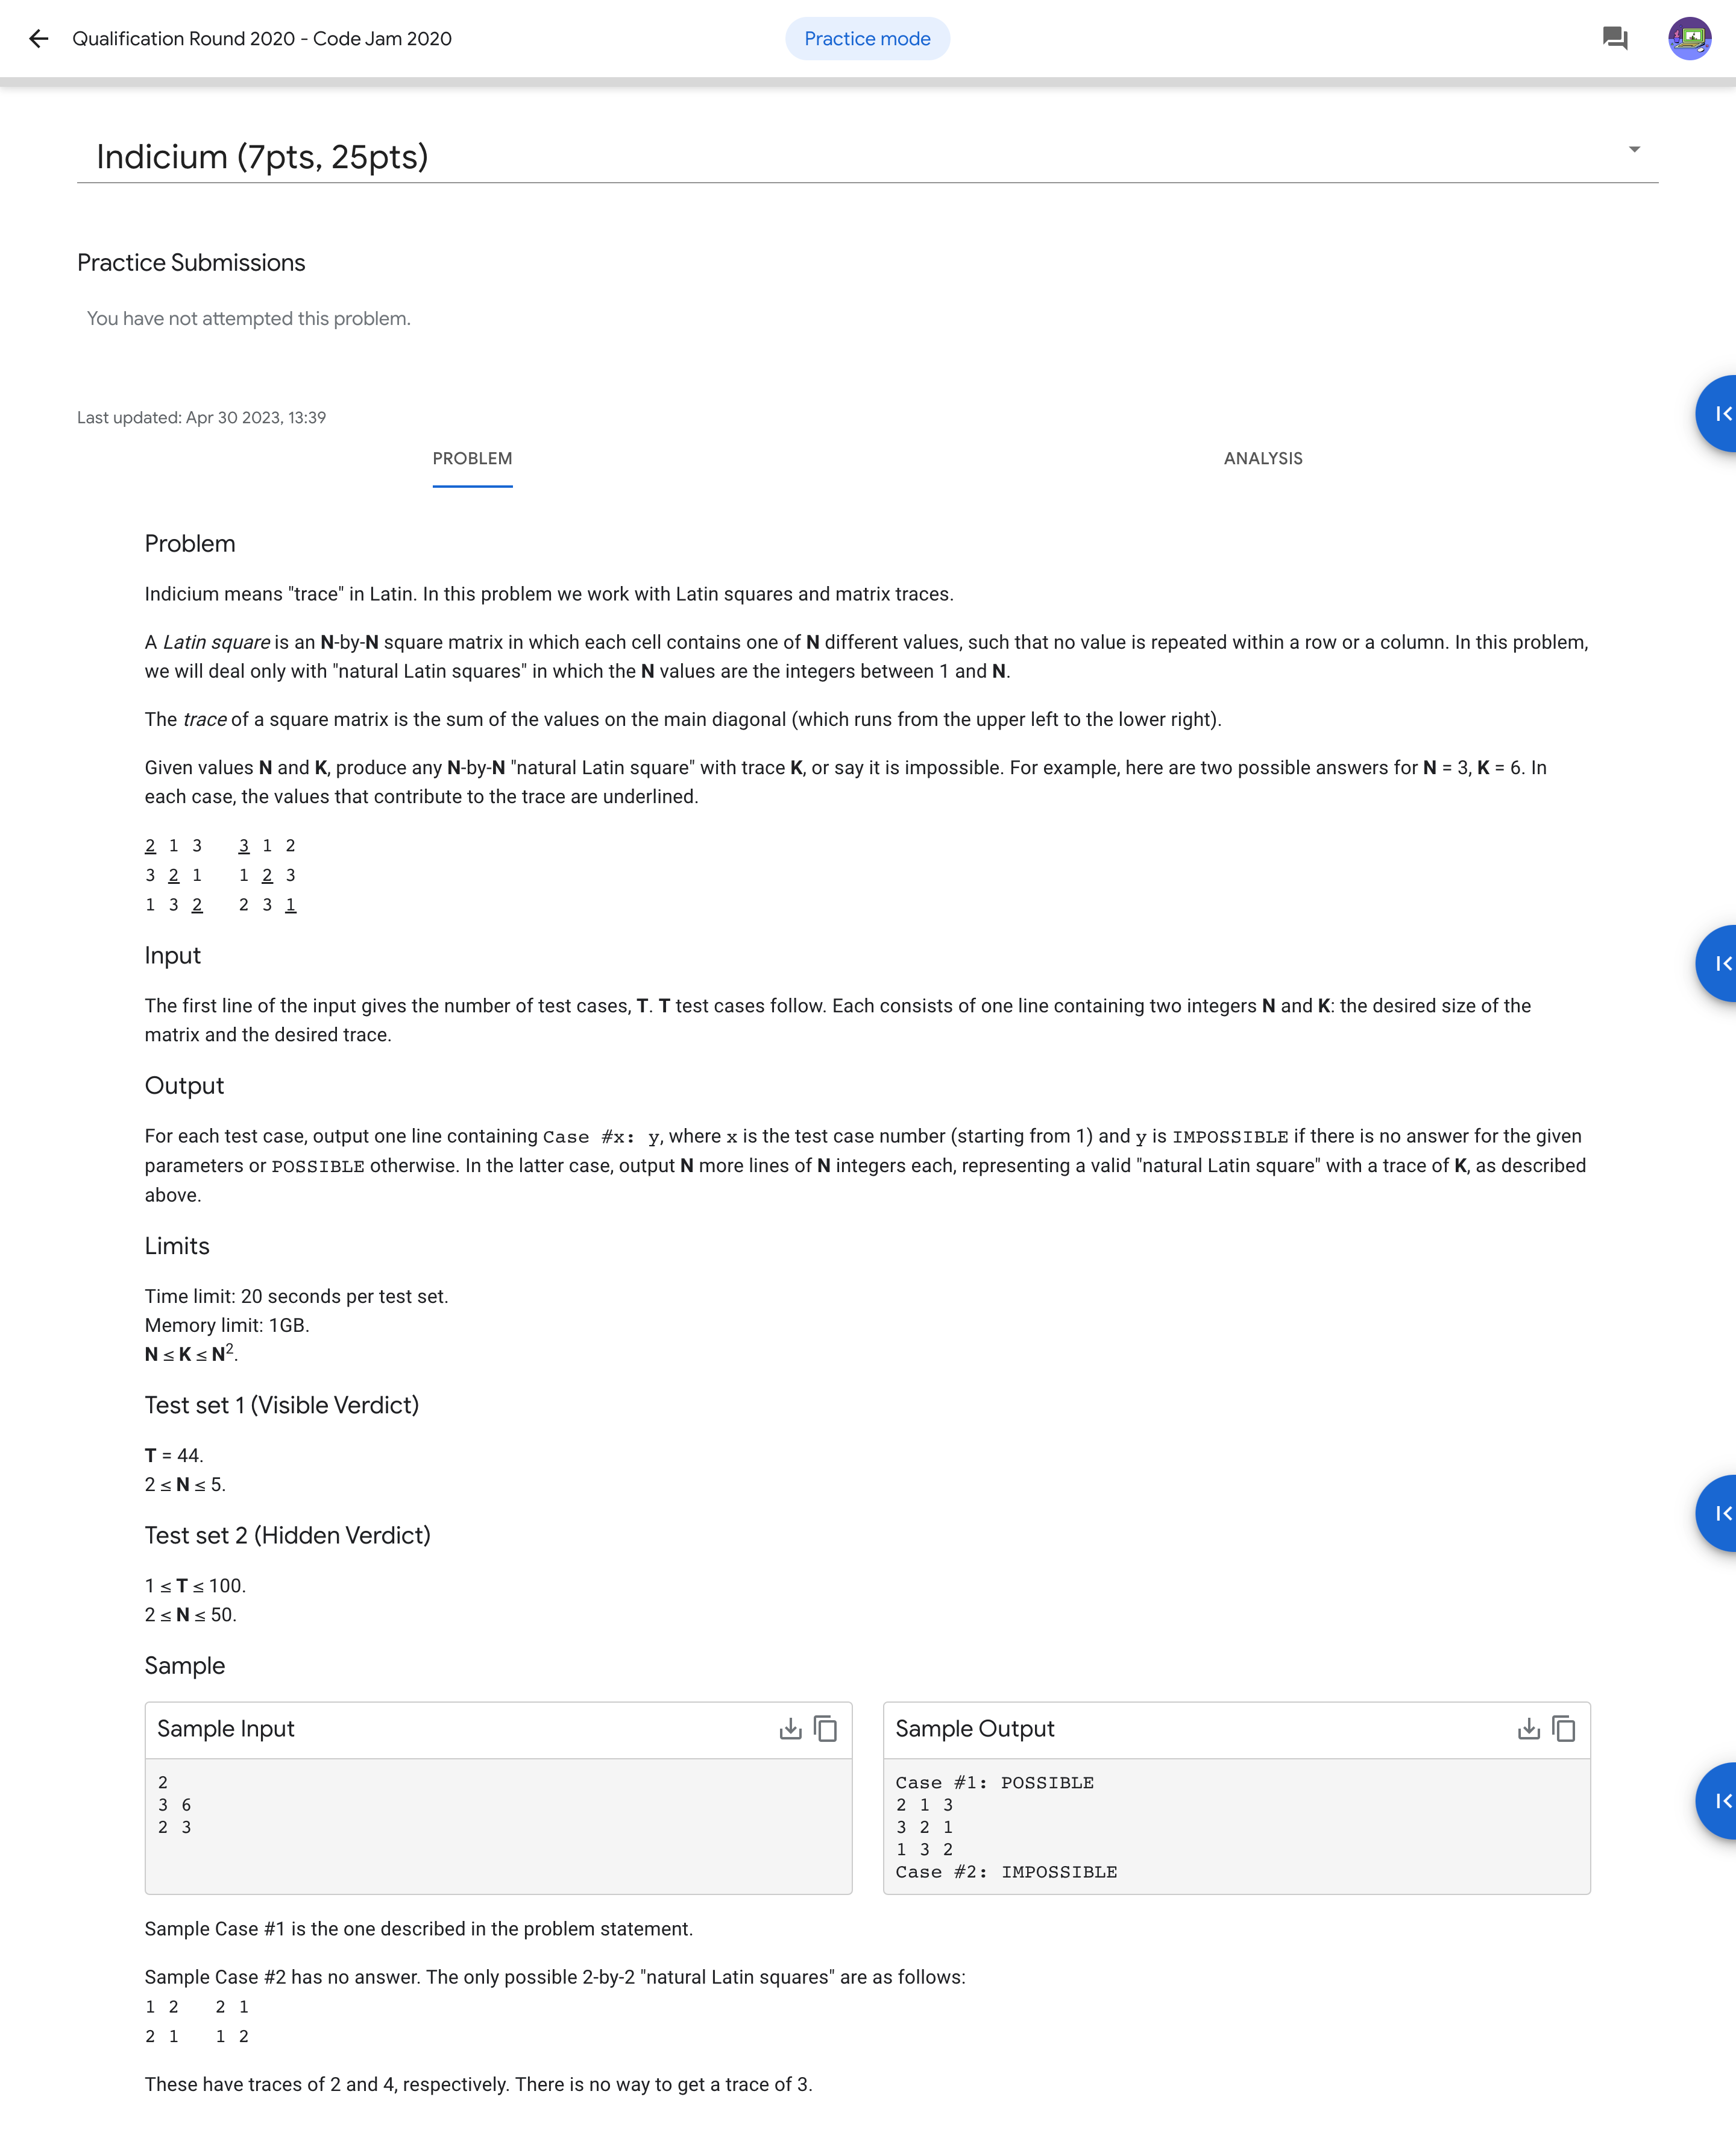 Qualification Round 2020 - Code Jam 2020
Practice mode
Indicium (7pts, 25pts)
Practice Submissions
You have not attempted this problem.
Last updated: Apr 30 2023, 13:39
PROBLEM
ANALYSIS
Problem
Indicium means "trace" in Latin. In this problem we work with Latin squares and matrix traces.
A Latin square is an N-by-N square matrix in which each cell contains one of N different values, such that no value is repeated within a row or a column. In this problem,
we will deal only with "natural Latin squares" in which the N values are the integers between 1 and N.
The trace of a square matrix is the sum of the values on the main diagonal (which runs from the upper left to the lower right).
Given values N and K, produce any N-by-N "natural Latin square" with trace K, or say it is impossible. For example, here are two possible answers for N = 3, K = 6. In
each case, the values that contribute to the trace are underlined.
2 1 3   3 1 2
3 2 1   1 2 3
1 3 2   2 3 1
Input
The first line of the input gives the number of test cases, T. T test cases follow. Each consists of one line containing two integers N and K: the desired size of the
matrix and the desired trace.
Output
For each test case, output one line containing Case #x: y, where x is the test case number (starting from 1) and y is IMPOSSIBLE if there is no answer for the given
parameters or POSSIBLE otherwise. In the latter case, output N more lines of N integers each, representing a valid "natural Latin square" with a trace of K, as described
above.
Limits
Time limit: 20 seconds per test set.
Memory limit: 1GB.
N ≤ K ≤ N².
Test set 1 (Visible Verdict)
T = 44.
2 ≤ N ≤ 5.
Test set 2 (Hidden Verdict)
1 ≤ T ≤ 100.
2 ≤ N ≤ 50.
Sample
Sample Input
2
3 6
2 3
Sample Output
Case #1: POSSIBLE
2 1 3
3 2 1
1 3 2
Case #2: IMPOSSIBLE
Sample Case #1 is the one described in the problem statement.
Sample Case #2 has no answer. The only possible 2-by-2 "natural Latin squares" are as follows:
1 2   2 1
2 1   1 2
These have traces of 2 and 4, respectively. There is no way to get a trace of 3.